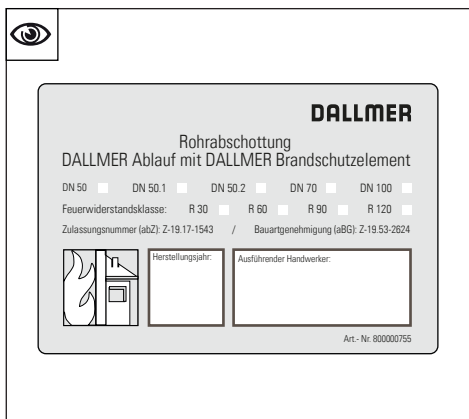 DALLMER
Rohrabschottung
DALLMER Ablauf mit DALLMER Brandschutzelement
DN 50 DN 50.1 DN 50.2 DN 70 DN 100
Feuerwiderstandsklasse: R 30 R 60 R 90 R 120
Zulassungsnummer (abZ): Z-19.17-1543 / Bauartgenehmigung (aBG): Z-19.53-2624
Herstellungsjahr: Ausführender Handwerker:
Art.- Nr. 800000755